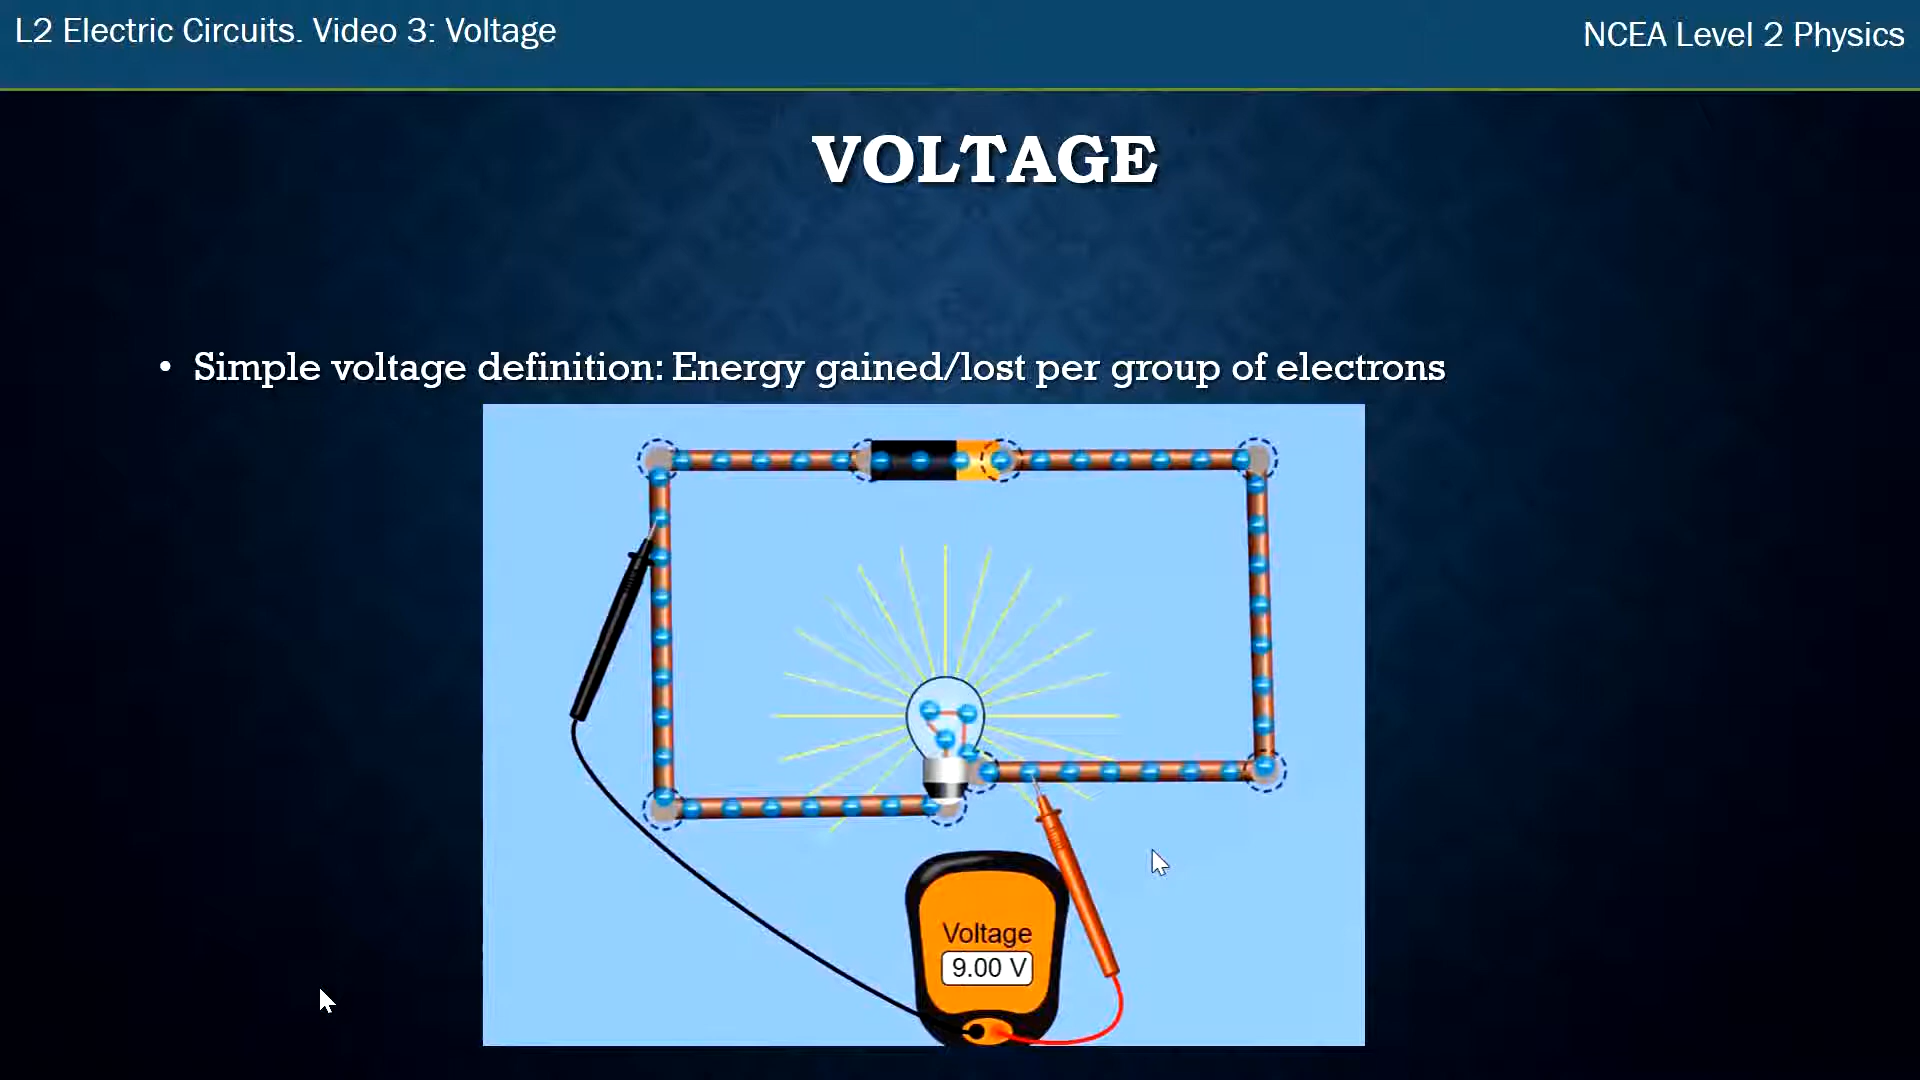 L2 Electric Circuits. Video 3: Voltage
NCEA Level 2 Physics
VOLTAGE
• Simple voltage definition: Energy gained/lost per group of electrons
Voltage
9.00 V